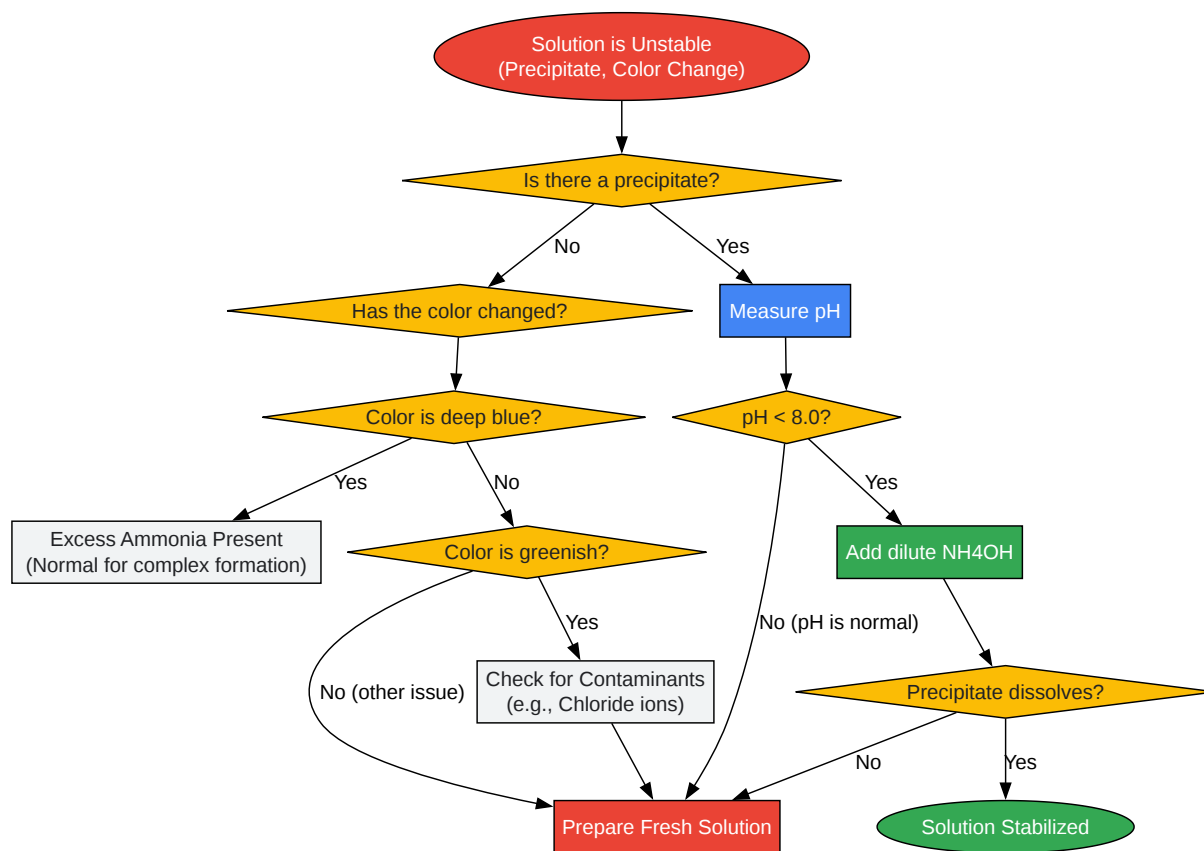 Solution is Unstable
(Precipitate, Color Change)
Is there a precipitate?
No
Yes
Has the color changed?
Measure pH
Color is deep blue?
pH < 8.0?
Yes
No
Yes
Excess Ammonia Present
(Normal for complex formation)
Color is greenish?
Add dilute NH4OH
Yes
No (pH is normal)
No (other issue)
Check for Contaminants
(e.g., Chloride ions)
Precipitate dissolves?
No
Yes
Prepare Fresh Solution
Solution Stabilized